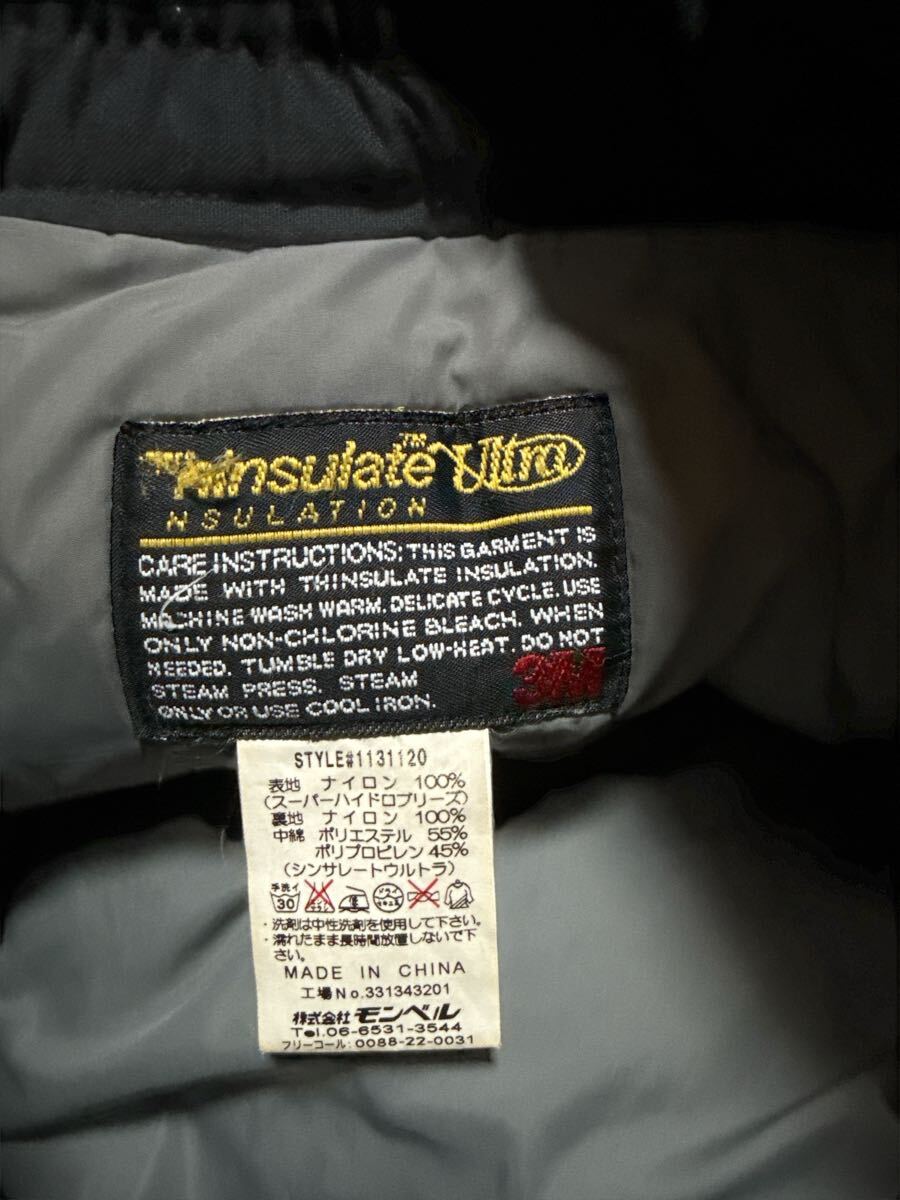 Thinsulate™ Ultra
NSULATION
CARE INSTRUCTIONS: THIS GARMENT IS
MADE WITH THINSULATE INSULATION.
MACHINE WASH WARM. DELICATE CYCLE. USE
ONLY NON-CHLORINE BLEACH. WHEN
NEEDED. TUMBLE DRY LOW-HEAT. DO NOT
STEAM PRESS. STEAM
ONLY OR USE COOL IRON.
3M
STYLE#1131120
表地 ナイロン 100%
(スーパーハイドロブリーズ)
裏地 ナイロン 100%
中綿 ポリエステル 55%
ポリプロピレン 45%
(シンサレートウルトラ)
手洗イ
30
ドライ
・洗剤は中性洗剤を使用して下さい。
・濡れたまま長時間放置しないで下
さい。
MADE IN CHINA
工場No.331343201
株式会社 モンベル
Tel.06-6531-3544
フリーコール:0088-22-0031